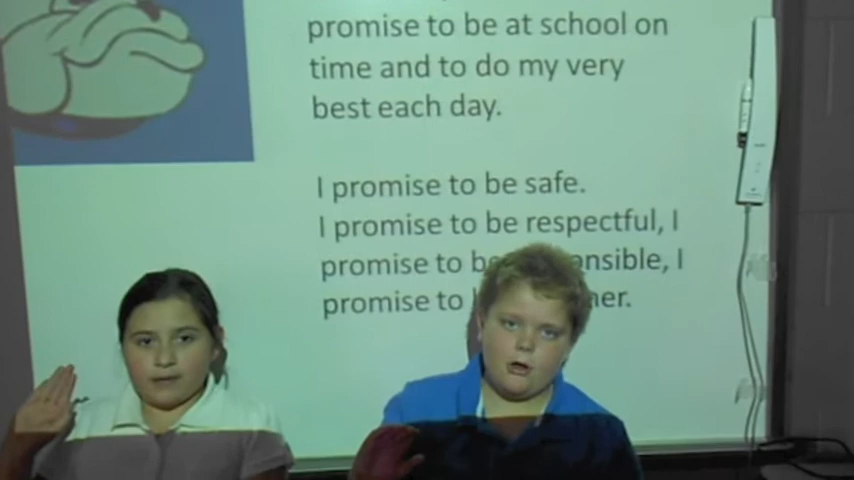 promise to be at school on
time and to do my very
best each day.
I promise to be safe.
I promise to be respectful, I
promise to be
promise to